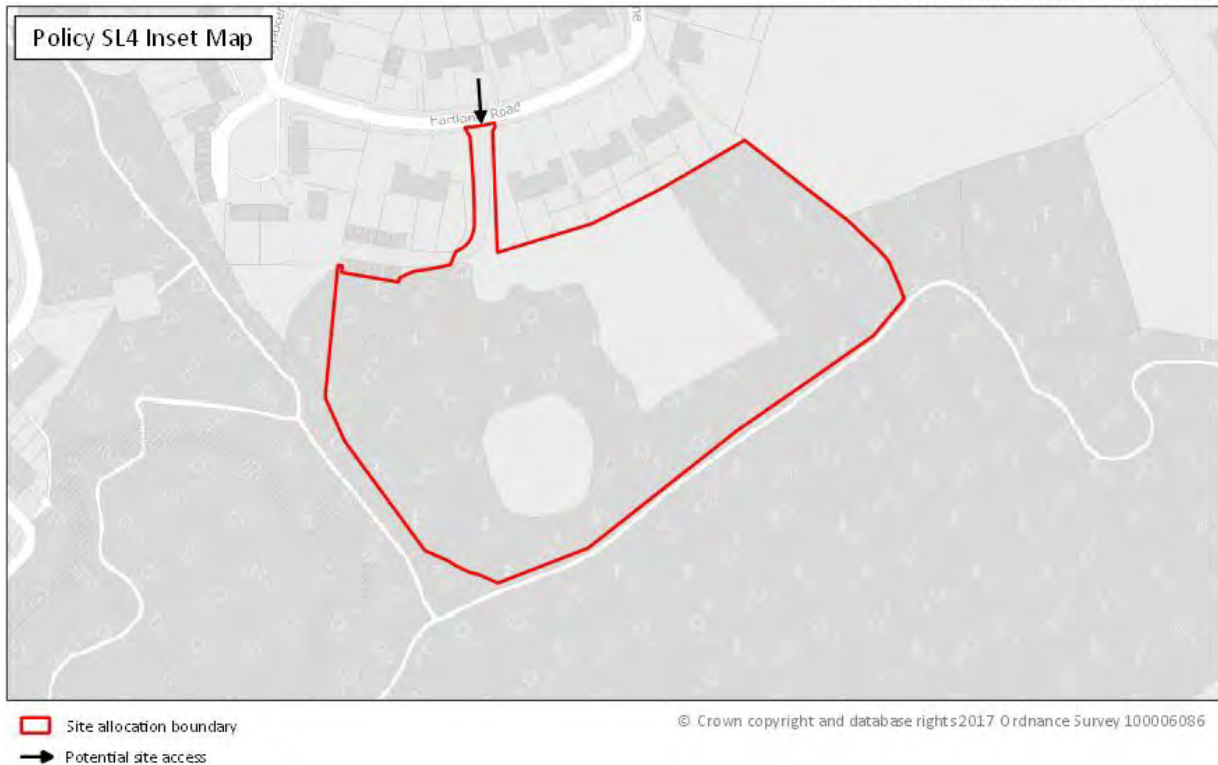 Policy SL4 Inset Map
Road
Site allocation boundary
Potential site access
© Crown copyright and database rights 2017 Ordnance Survey 100006086